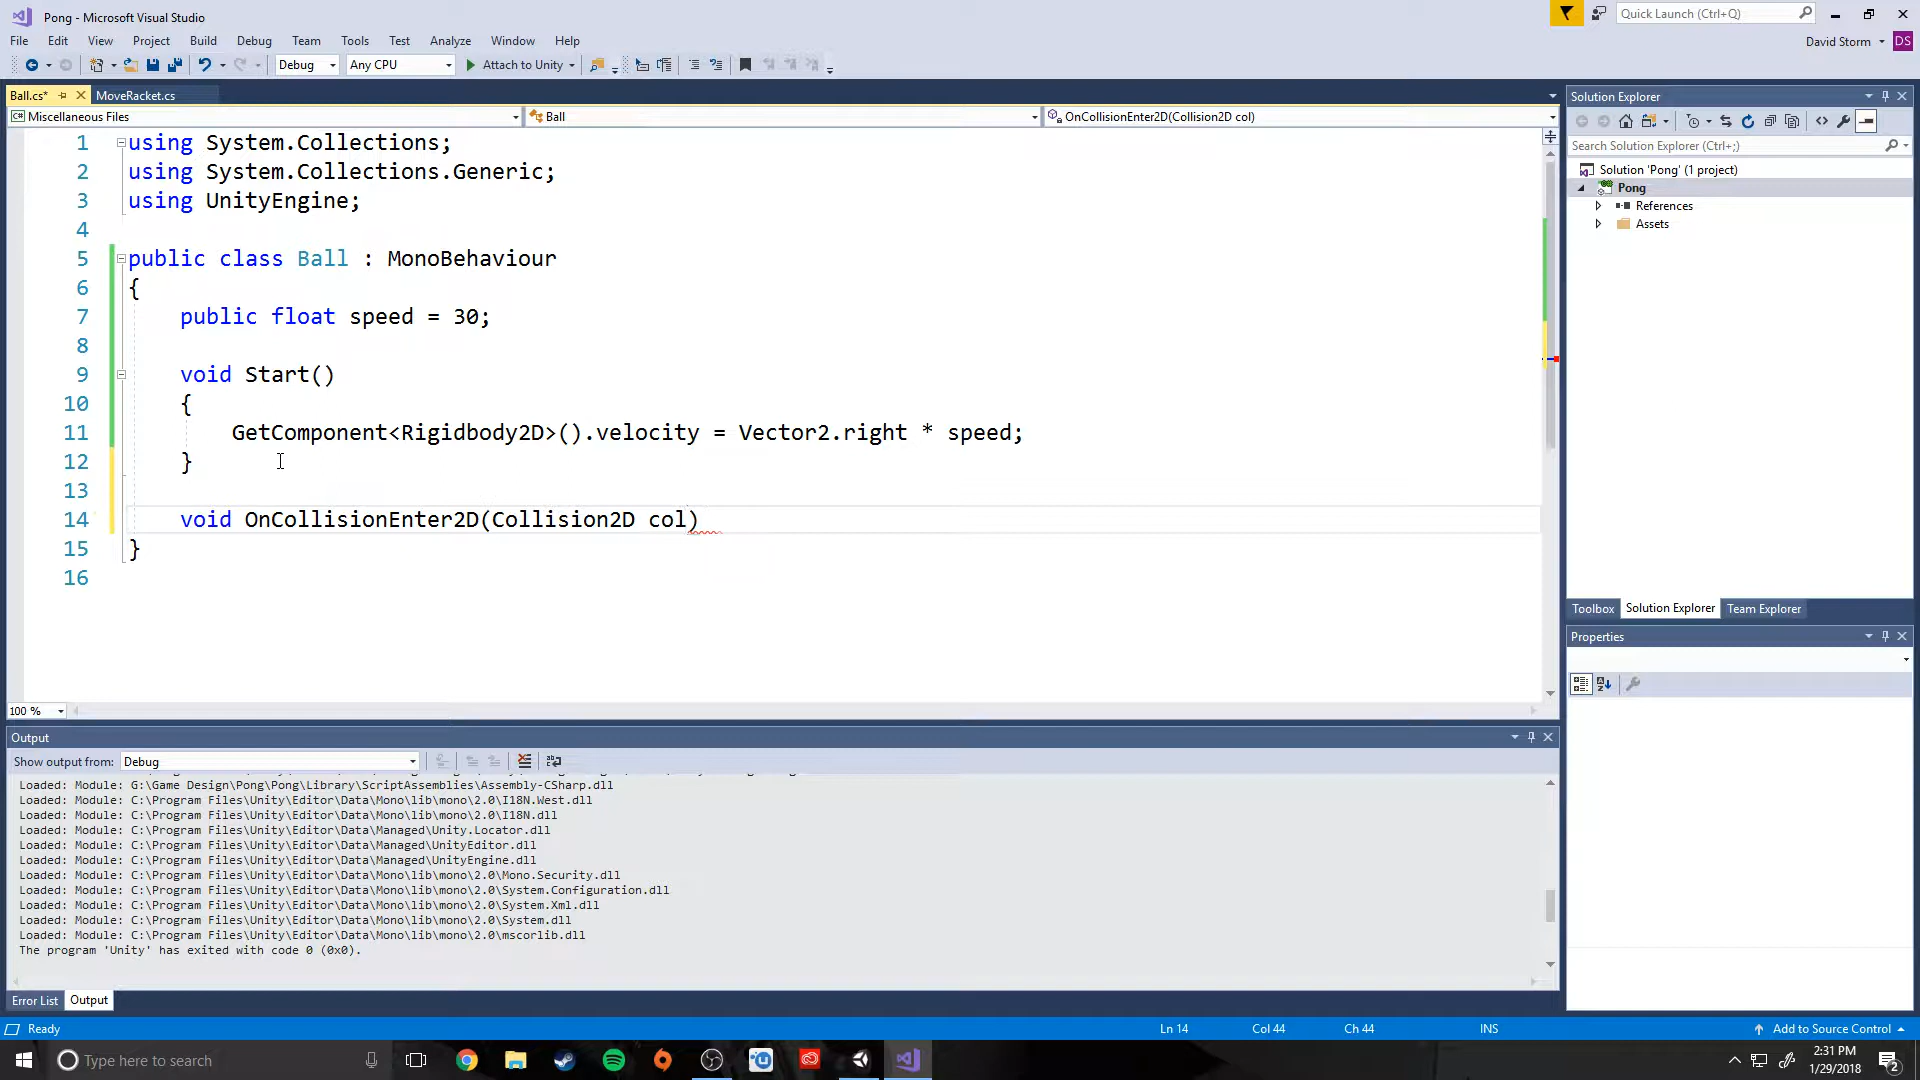 Pong - Microsoft Visual Studio
Quick Launch (Ctrl+Q)
File Edit View Project Build Debug Team Tools Test Analyze Window Help
David Storm DS
Debug Any CPU Attach to Unity
Ball.cs* MoveRacket.cs
C# Miscellaneous Files Ball OnCollisionEnter2D(Collision2D col)
1 using System.Collections;
2 using System.Collections.Generic;
3 using UnityEngine;
4
5 public class Ball : MonoBehaviour
6 {
7 public float speed = 30;
8
9 void Start()
10 {
11 GetComponent<Rigidbody2D>().velocity = Vector2.right * speed;
12 }
13
14 void OnCollisionEnter2D(Collision2D col)
15 }
16
100 %
Solution Explorer
Search Solution Explorer (Ctrl+;)
Solution 'Pong' (1 project)
Pong
References
Assets
Toolbox Solution Explorer Team Explorer
Properties
Output
Show output from: Debug
Loaded: Module: G:\Game Design\Pong\Pong\Library\ScriptAssemblies\Assembly-CSharp.dll
Loaded: Module: C:\Program Files\Unity\Editor\Data\Mono\lib\mono\2.0\I18N.West.dll
Loaded: Module: C:\Program Files\Unity\Editor\Data\Mono\lib\mono\2.0\I18N.dll
Loaded: Module: C:\Program Files\Unity\Editor\Data\Managed\Unity.Locator.dll
Loaded: Module: C:\Program Files\Unity\Editor\Data\Managed\UnityEditor.dll
Loaded: Module: C:\Program Files\Unity\Editor\Data\Managed\UnityEngine.dll
Loaded: Module: C:\Program Files\Unity\Editor\Data\Mono\lib\mono\2.0\Mono.Security.dll
Loaded: Module: C:\Program Files\Unity\Editor\Data\Mono\lib\mono\2.0\System.Configuration.dll
Loaded: Module: C:\Program Files\Unity\Editor\Data\Mono\lib\mono\2.0\System.Xml.dll
Loaded: Module: C:\Program Files\Unity\Editor\Data\Mono\lib\mono\2.0\System.dll
Loaded: Module: C:\Program Files\Unity\Editor\Data\Mono\lib\mono\2.0\mscorlib.dll
The program 'Unity' has exited with code 0 (0x0).
Error List Output
Ready Ln 14 Col 44 Ch 44 INS Add to Source Control
Type here to search
2:31 PM
1/29/2018
2